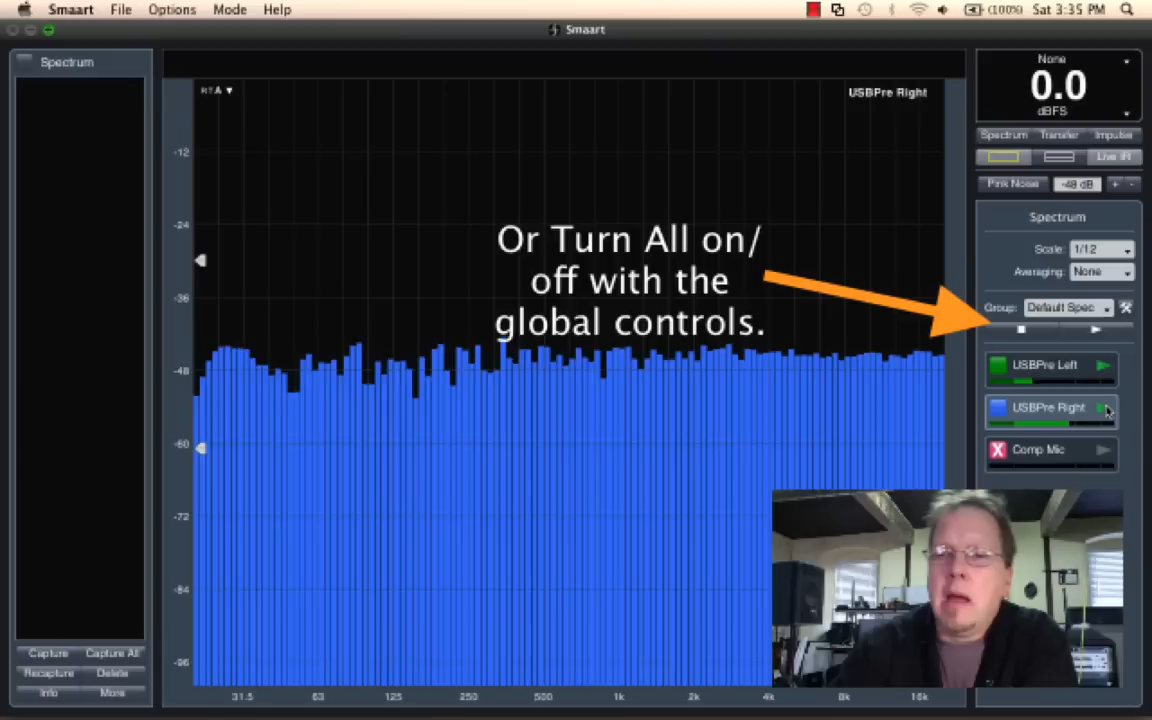 Smaart File Options Mode Help (100%) Sat 3:35 PM
Smaart
Spectrum
RTA
USBPre Right
None
0.0
dBFS
Spectrum Transfer Impulse
Live IR
Pink Noise -48 dB + -
Spectrum
Scale: 1/12
Averaging: None
Group: Default Spec
USBPre Left
USBPre Right
X Comp Mic
Or Turn All on/
off with the
global controls.
-12
-24
-36
-48
-60
-72
-84
-96
31.5 63 125 250 500 1k 2k 4k 8k 16k
Capture Capture All
Recapture Delete
Info More